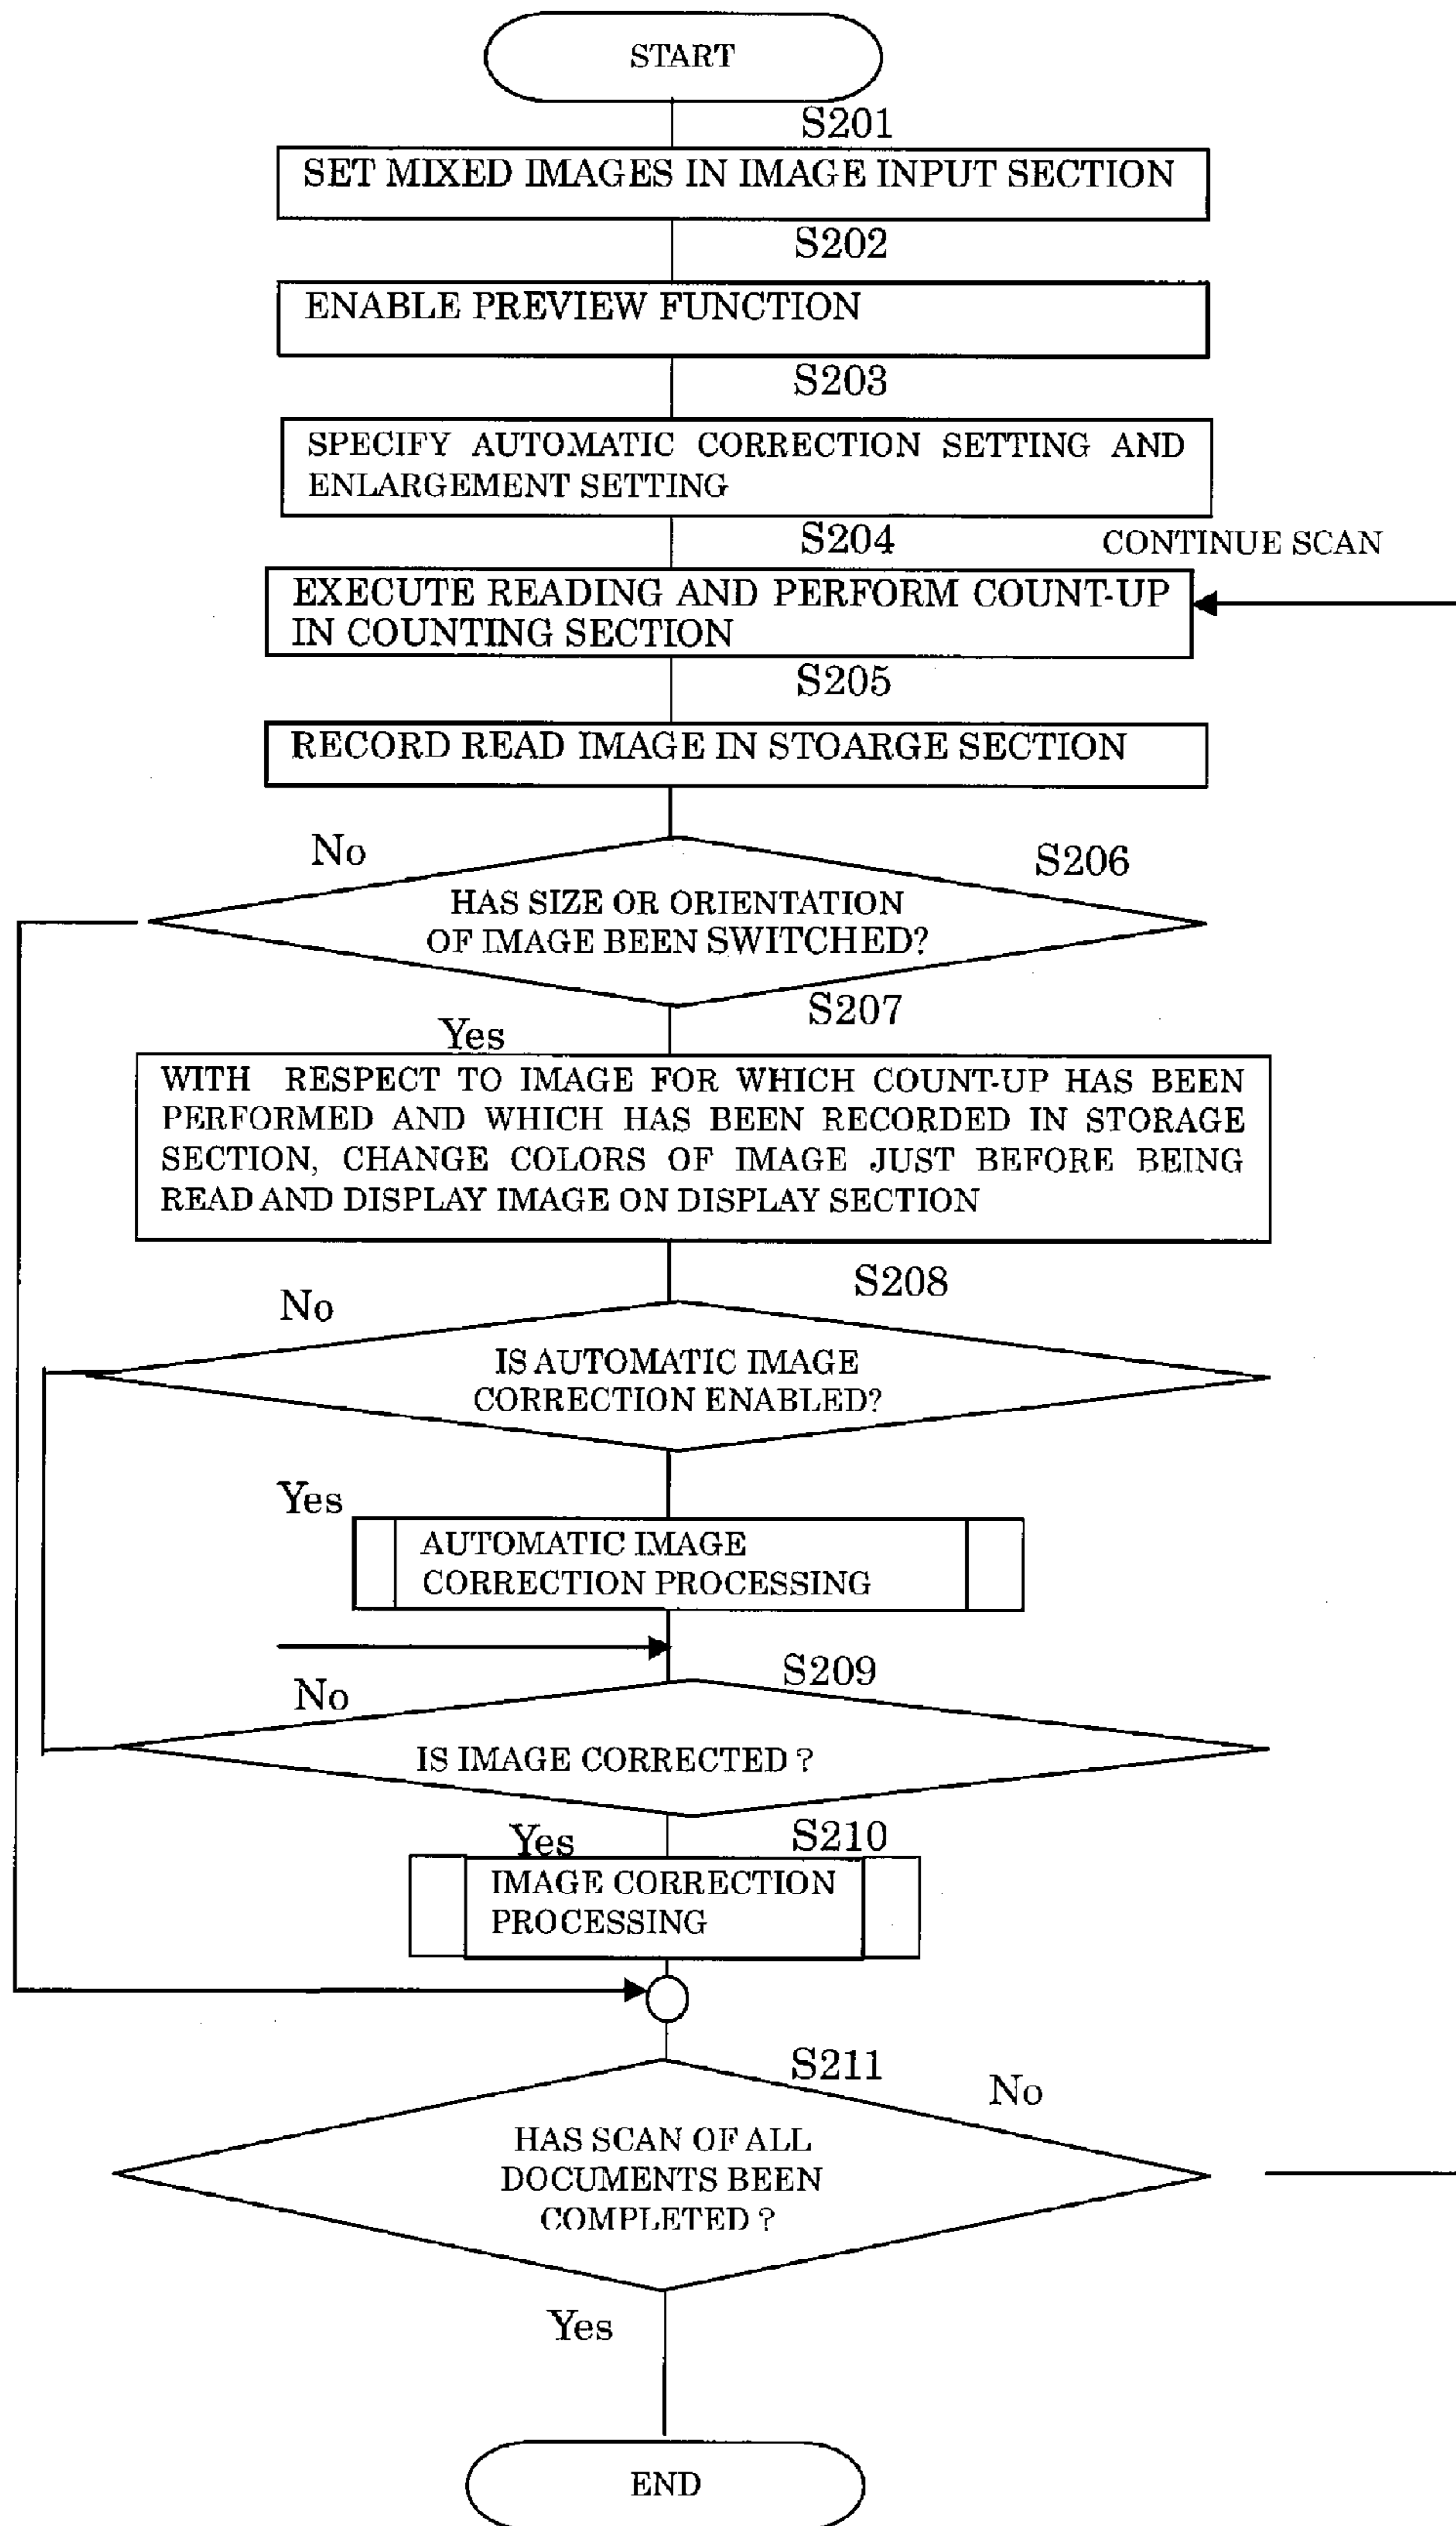 START
S201
SET MIXED IMAGES IN IMAGE INPUT SECTION
S202
ENABLE PREVIEW FUNCTION
S203
SPECIFY AUTOMATIC CORRECTION SETTING AND
ENLARGEMENT SETTING
S204
CONTINUE SCAN
EXECUTE READING AND PERFORM COUNT-UP
IN COUNTING SECTION
S205
RECORD READ IMAGE IN STOARGE SECTION
No
S206
HAS SIZE OR ORIENTATION
OF IMAGE BEEN SWITCHED?
S207
Yes
WITH RESPECT TO IMAGE FOR WHICH COUNT-UP HAS BEEN
PERFORMED AND WHICH HAS BEEN RECORDED IN STORAGE
SECTION, CHANGE COLORS OF IMAGE JUST BEFORE BEING
READ AND DISPLAY IMAGE ON DISPLAY SECTION
S208
No
IS AUTOMATIC IMAGE
CORRECTION ENABLED?
Yes
AUTOMATIC IMAGE
CORRECTION PROCESSING
S209
No
IS IMAGE CORRECTED ?
Yes
S210
IMAGE CORRECTION
PROCESSING
S211
No
HAS SCAN OF ALL
DOCUMENTS BEEN
COMPLETED ?
Yes
END